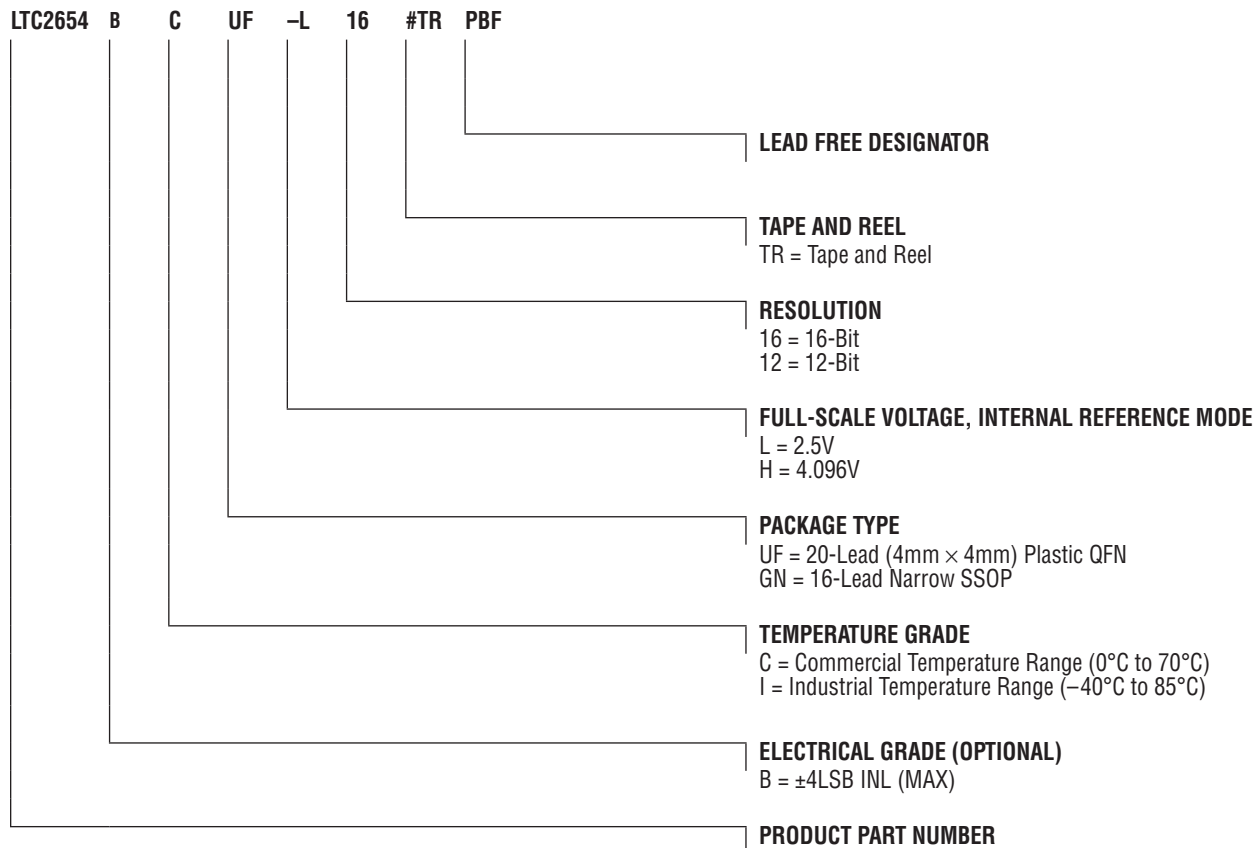 LTC2654 B C UF –L 16 #TR PBF
LEAD FREE DESIGNATOR
TAPE AND REEL
TR = Tape and Reel
RESOLUTION
16 = 16-Bit
12 = 12-Bit
FULL-SCALE VOLTAGE, INTERNAL REFERENCE MODE
L = 2.5V
H = 4.096V
PACKAGE TYPE
UF = 20-Lead (4mm × 4mm) Plastic QFN
GN = 16-Lead Narrow SSOP
TEMPERATURE GRADE
C = Commercial Temperature Range (0°C to 70°C)
I = Industrial Temperature Range (–40°C to 85°C)
ELECTRICAL GRADE (OPTIONAL)
B = ±4LSB INL (MAX)
PRODUCT PART NUMBER